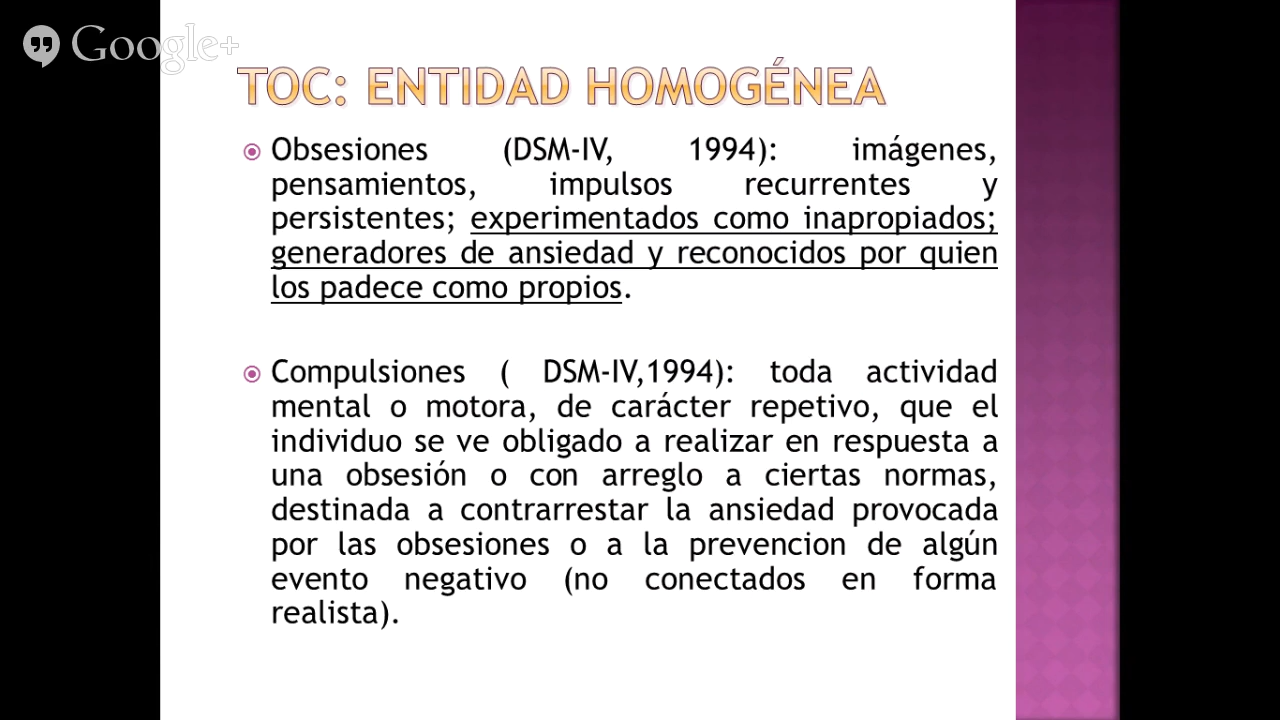 Google+
TOC: ENTIDAD HOMOGÉNEA
Obsesiones (DSM-IV, 1994): imágenes,
pensamientos, impulsos recurrentes y
persistentes; experimentados como inapropiados;
generadores de ansiedad y reconocidos por quien
los padece como propios.
Compulsiones ( DSM-IV,1994): toda actividad
mental o motora, de carácter repetivo, que el
individuo se ve obligado a realizar en respuesta a
una obsesión o con arreglo a ciertas normas,
destinada a contrarrestar la ansiedad provocada
por las obsesiones o a la prevencion de algún
evento negativo (no conectados en forma
realista).